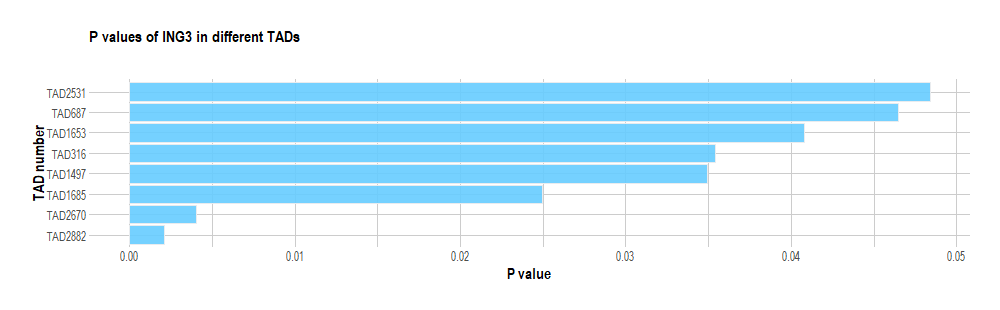 P values of ING3 in different TADs
TAD number
TAD2531
TAD687
TAD1653
TAD316
TAD1497
TAD1685
TAD2670
TAD2882
0.00 0.01 0.02 0.03 0.04 0.05
P value